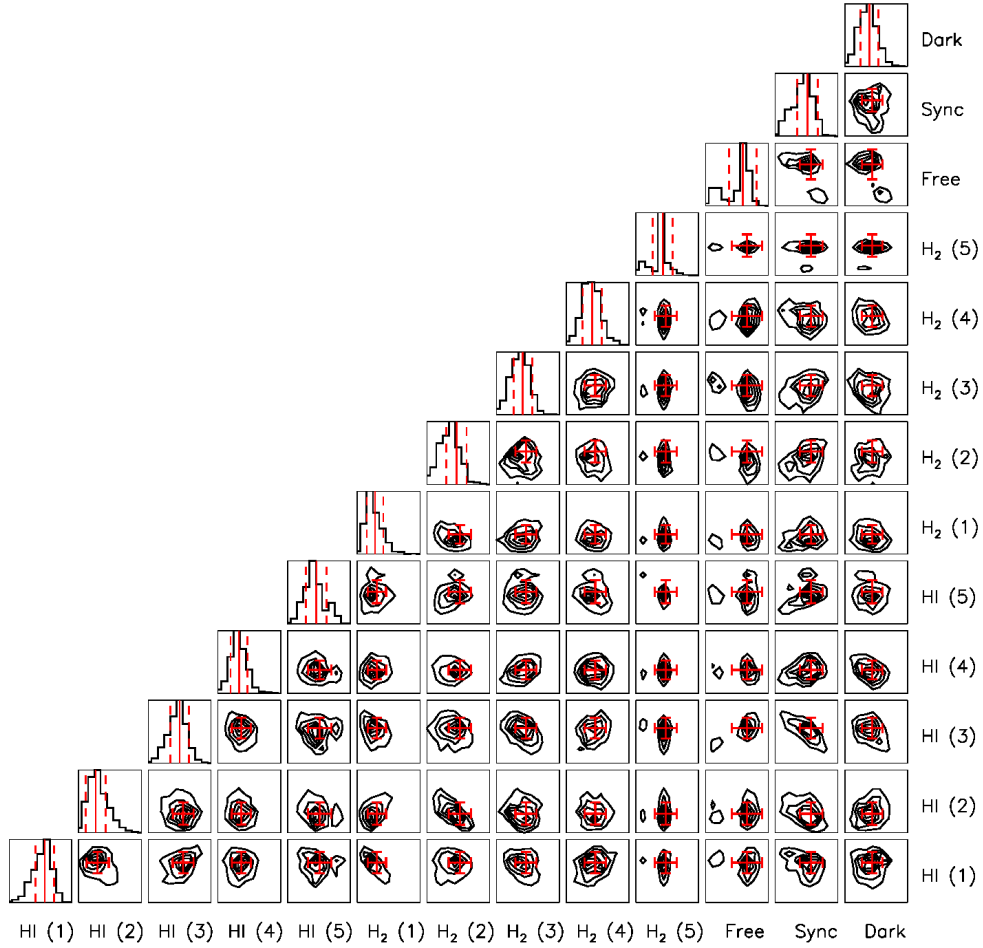 Dark
Sync
Free
H₂ (5)
H₂ (4)
H₂ (3)
H₂ (2)
H₂ (1)
HI (5)
HI (4)
HI (3)
HI (2)
HI (1)
HI (1) HI (2) HI (3) HI (4) HI (5) H₂ (1) H₂ (2) H₂ (3) H₂ (4) H₂ (5) Free Sync Dark